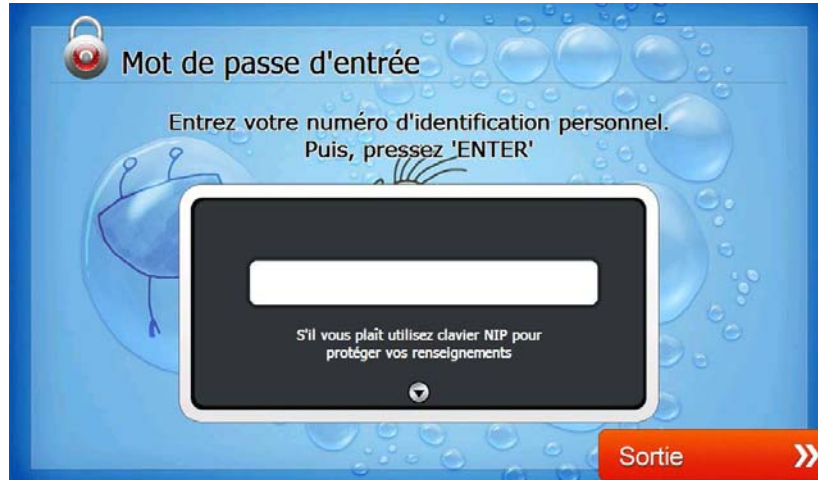 Mot de passe d'entrée
Entrez votre numéro d'identification personnel.
Puis, pressez 'ENTER'
S'il vous plaît utilisez clavier NIP pour
protéger vos renseignements
Sortie